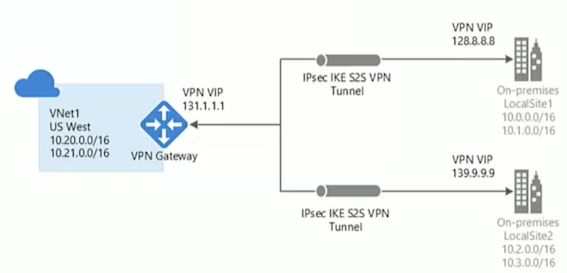 VNet1
US West
10.20.0.0/16
10.21.0.0/16
VPN VIP
131.1.1.1
VPN Gateway
IPsec IKE S2S VPN
Tunnel
VPN VIP
128.8.8.8
On-premises
LocalSite1
10.0.0.0/16
10.1.0.0/16
IPsec IKE S2S VPN
Tunnel
VPN VIP
139.9.9.9
On-premises
LocalSite2
10.2.0.0/16
10.3.0.0/16